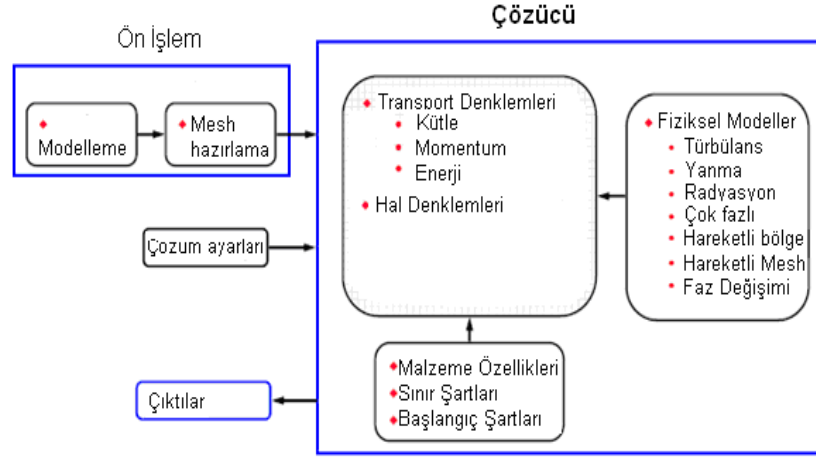 Çözücü
Ön İşlem
Modelleme
Mesh
hazırlama
Çozum ayarları
Çıktılar
Transport Denklemleri
Kütle
Momentum
Enerji
Hal Denklemleri
Fiziksel Modeller
Türbülans
Yanma
Radyasyon
Çok fazlı
Hareketli bölge
Hareketli Mesh
Faz Değişimi
Malzeme Özellikleri
Sınır Şartları
Başlangıç Şartları